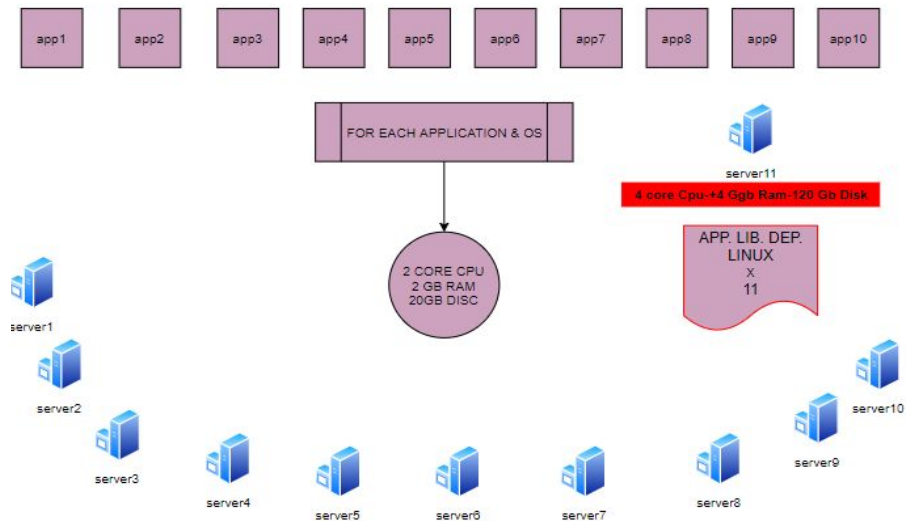 app1
app2
app3
app4
app5
app6
app7
app8
app9
app10
FOR EACH APPLICATION & OS
server11
4 core Cpu-+4 Ggb Ram-120 Gb Disk
APP. LIB. DEP.
LINUX
X
11
2 CORE CPU
2 GB RAM
20GB DISC
server1
server2
server3
server4
server5
server6
server7
server8
server9
server10